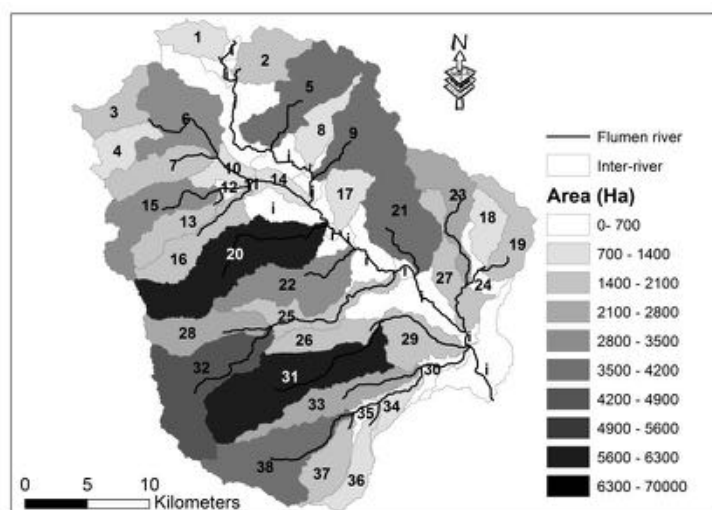 1
2
N
3
5
6
8
9
Flumen river
4
Inter-river
7
10
14
11
12
Area (Ha)
15
17
23
0- 700
13
i
21
18
700 - 1400
16
20
19
1400 - 2100
27
24
2100 - 2800
22
2800 - 3500
25
28
26
29
3500 - 4200
32
31
30
4200 - 4900
33
35
34
4900 - 5600
38
37
36
5600 - 6300
0 5 10
Kilometers
6300 - 70000